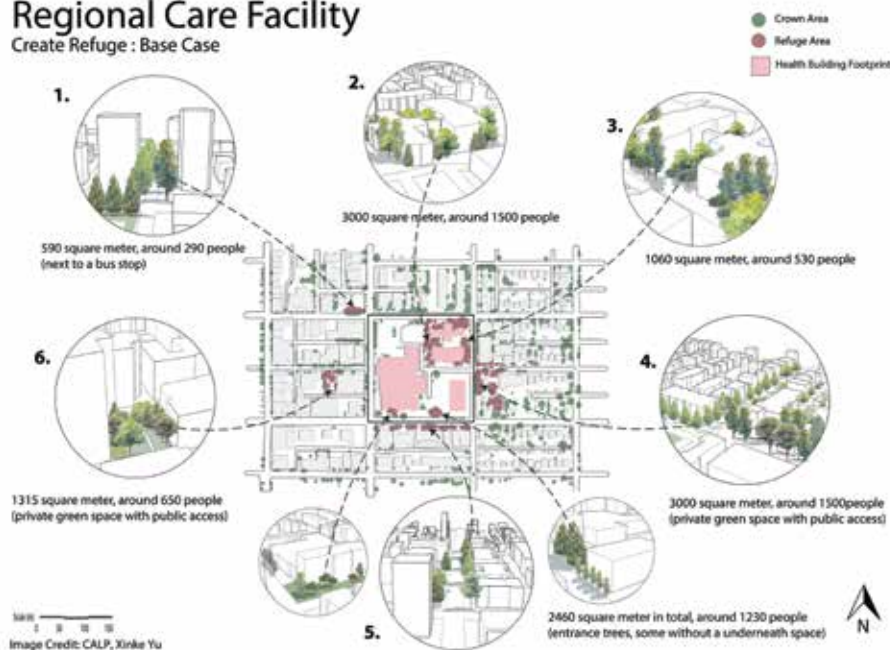 Regional Care Facility
Create Refuge : Base Case
Crown Area
Refuge Area
Health Building Footprint
1.
590 square meter, around 290 people
(next to a bus stop)
2.
3000 square meter, around 1500 people
3.
1060 square meter, around 530 people
4.
3000 square meter, around 1500people
(private green space with public access)
6.
1315 square meter, around 650 people
(private green space with public access)
5.
2460 square meter in total, around 1230 people
(entrance trees, some without a underneath space)
N
Image Credit: CALP, Xinke Yu